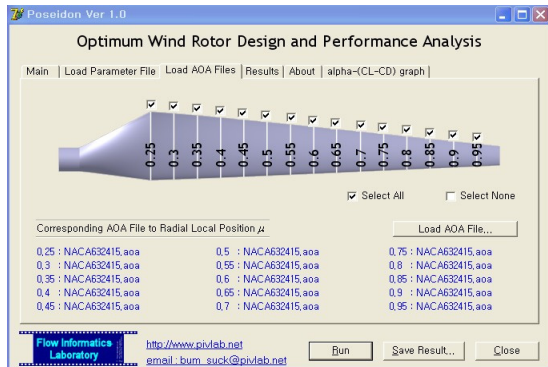 Poseidon Ver 1.0
Optimum Wind Rotor Design and Performance Analysis
Main | Load Parameter File | Load AOA Files | Results | About | alpha-(CL-CD) graph |
0.25 0.3 0.35 0.4 0.45 0.5 0.55 0.6 0.65 0.7 0.75 0.8 0.85 0.9 0.95
Select All Select None
Corresponding AOA File to Radial Local Position μ Load AOA File...
0.25 : NACA632415.aoa 0.5 : NACA632415.aoa 0.75 : NACA632415.aoa
0.3 : NACA632415.aoa 0.55 : NACA632415.aoa 0.8 : NACA632415.aoa
0.35 : NACA632415.aoa 0.6 : NACA632415.aoa 0.85 : NACA632415.aoa
0.4 : NACA632415.aoa 0.65 : NACA632415.aoa 0.9 : NACA632415.aoa
0.45 : NACA632415.aoa 0.7 : NACA632415.aoa 0.95 : NACA632415.aoa
Flow Informatics
Laboratory
http://www.pivlab.net
email : bum_suck@pivlab.net
Run Save Result... Close